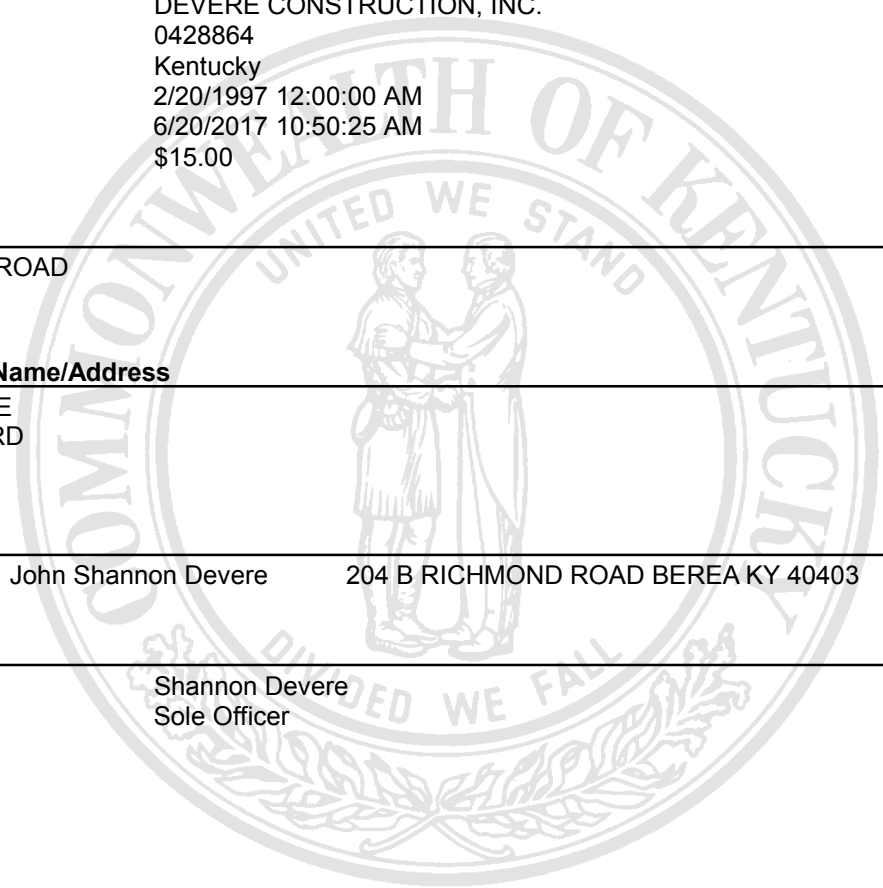 DEVERE CONSTRUCTION, INC.
0428864
Kentucky
2/20/1997 12:00:00 AM
6/20/2017 10:50:25 AM
$15.00
ROAD
Name/Address
E
RD
John Shannon Devere 204 B RICHMOND ROAD BEREA KY 40403
Shannon Devere
Sole Officer
COMMONWEALTH OF KENTUCKY
UNITED WE STAND
DIVIDED WE FALL